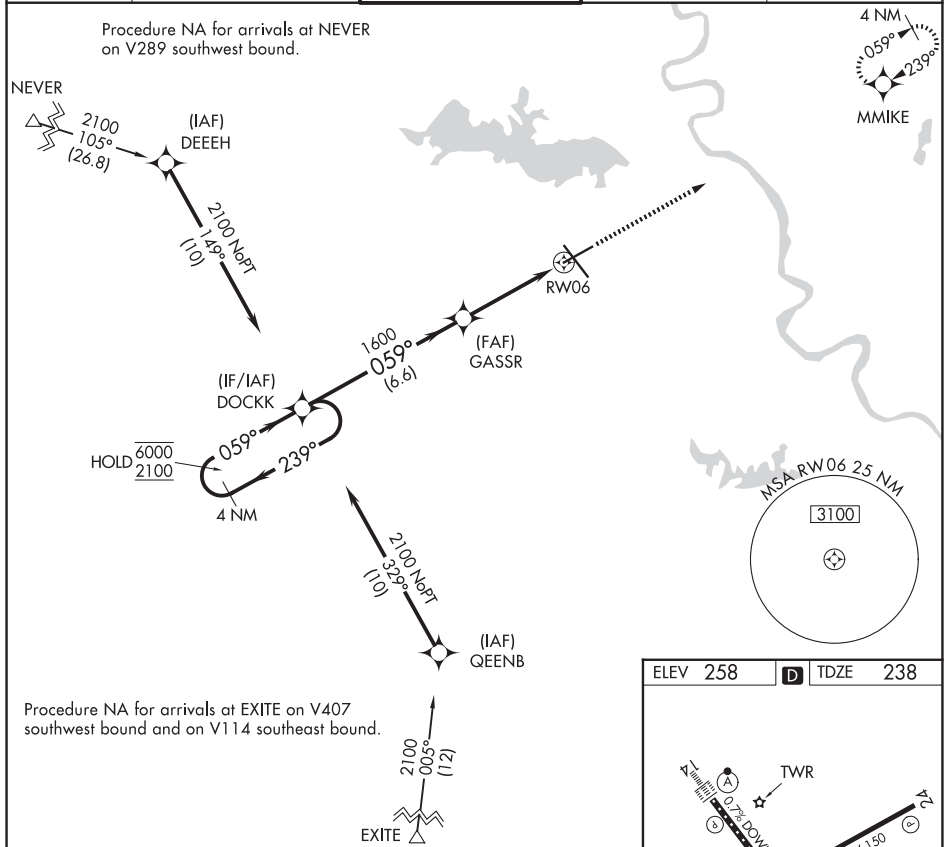 Procedure NA for arrivals at NEVER
on V289 southwest bound.
4 NM
059°
239°
MMIKE
NEVER
2100
105°
(26.8)
(IAF)
DEEEH
2100 NoPT
149°
(10)
RW06
1600
059°
(6.6)
(FAF)
GASSR
(IF/IAF)
DOCKK
HOLD 6000
2100
059°
239°
4 NM
MSA RW06 25 NM
3100
2100 NoPT
329°
(10)
(IAF)
QEENB
Procedure NA for arrivals at EXITE on V407
southwest bound and on V114 southeast bound.
2100
005°
(12)
EXITE
ELEV 258 D TDZE 238
14
A
TWR
24
P
P
0.7%
150